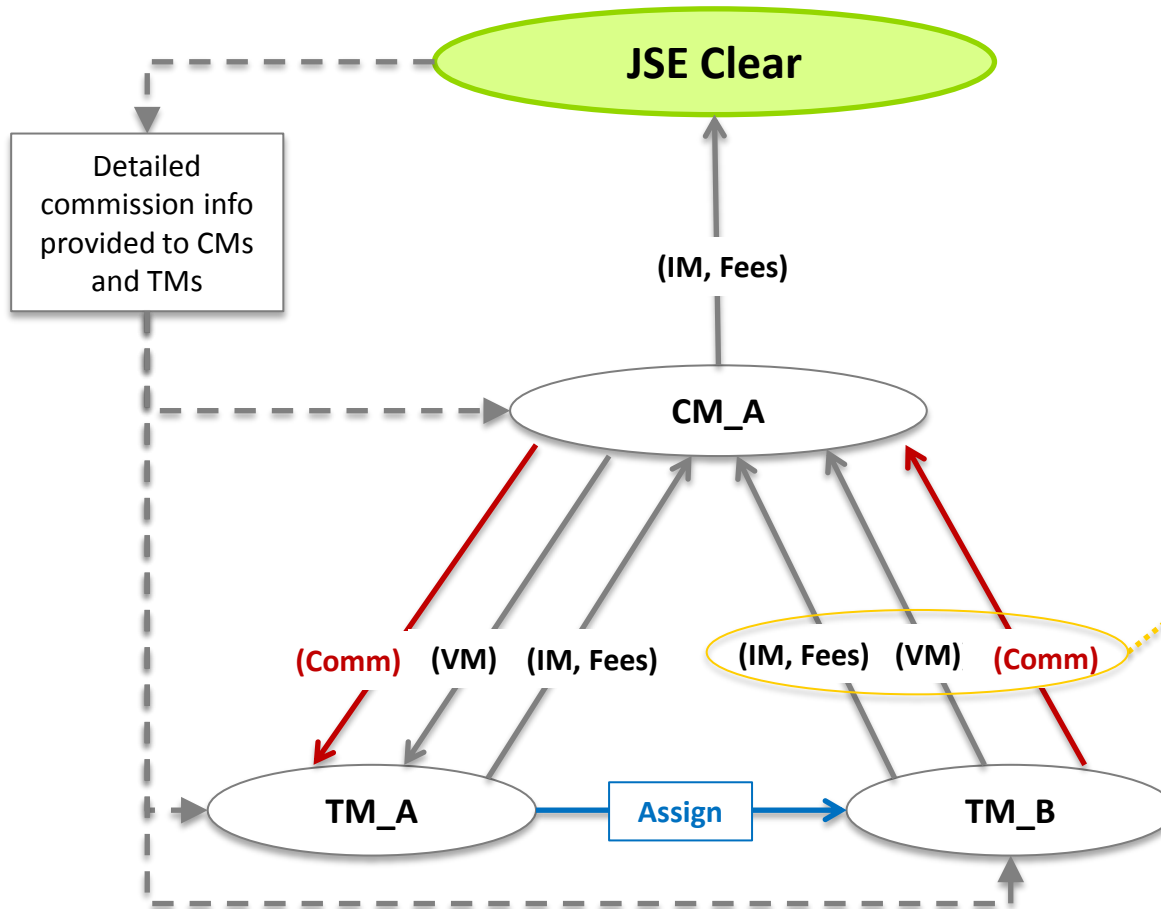 JSE Clear
Detailed
commission info
provided to CMs
and TMs
(IM, Fees)
CM_A
(Comm) (VM) (IM, Fees) (IM, Fees) (VM) (Comm)
TM_A Assign TM_B